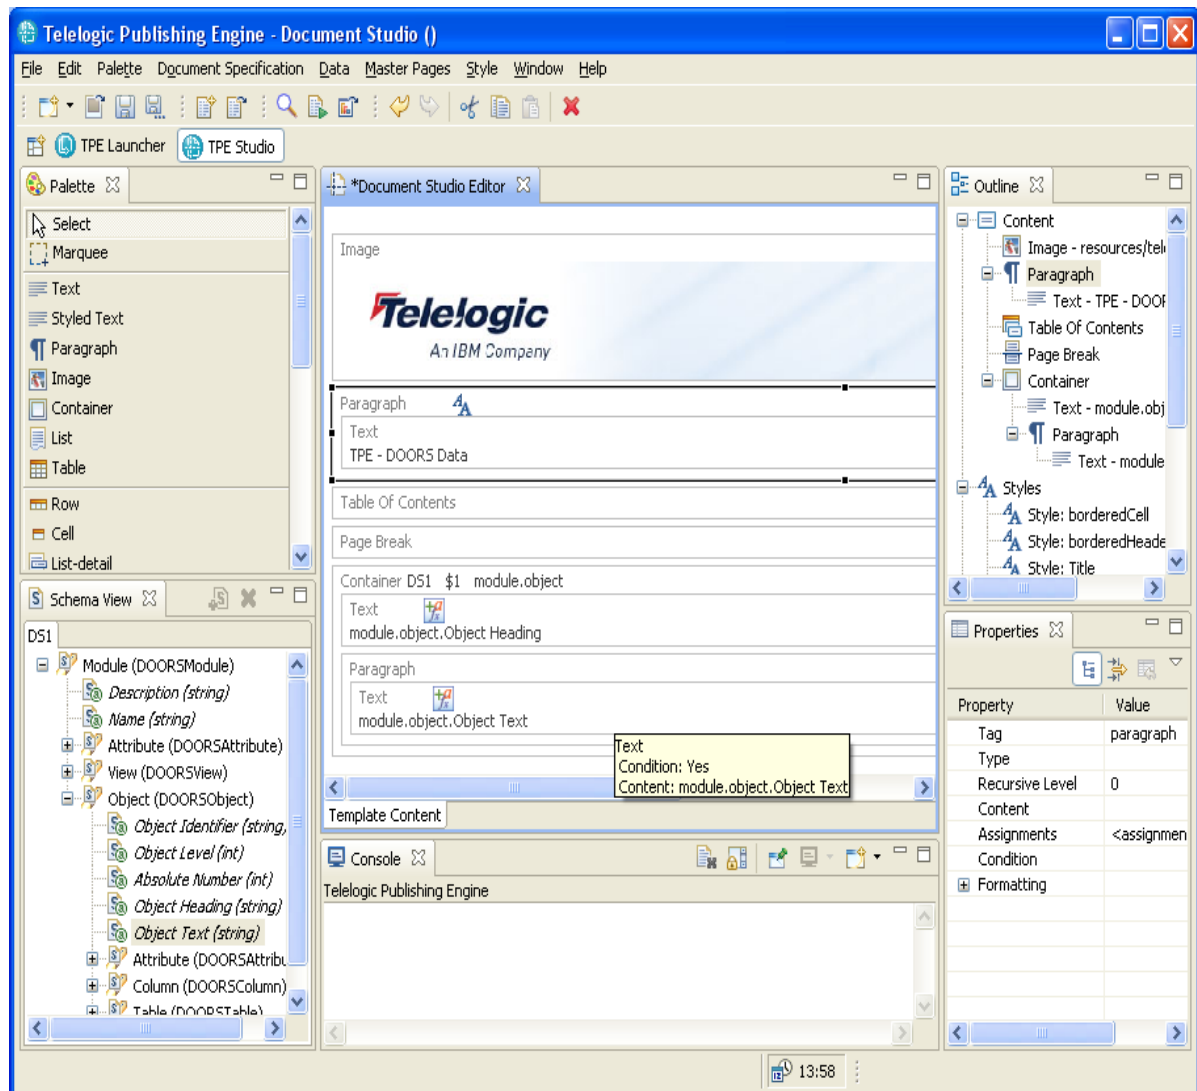 Telelogic Publishing Engine - Document Studio ()
File Edit Palette Document Specification Data Master Pages Style Window Help
TPE Launcher TPE Studio
Palette
Select
Marquee
Text
Styled Text
Paragraph
Image
Container
List
Table
Row
Cell
List-detail
Schema View
DS1
Module (DOORSModule)
Description (string)
Name (string)
Attribute (DOORSAttribute)
View (DOORSView)
Object (DOORSObject)
Object Identifier (string,
Object Level (int)
Absolute Number (int)
Object Heading (string)
Object Text (string)
Attribute (DOORSAttribu
Column (DOORSColumn)
Table (DOORSTable)
*Document Studio Editor
Image
Telelogic
An IBM Company
Paragraph
Text
TPE - DOORS Data
Table Of Contents
Page Break
Container DS1 $1 module.object
Text
module.object.Object Heading
Paragraph
Text
module.object.Object Text
Text
Condition: Yes
Content: module.object.Object Text
Template Content
Console
Telelogic Publishing Engine
Outline
Content
Image - resources/tel
Paragraph
Text - TPE - DOOR
Table Of Contents
Page Break
Container
Text - module.obj
Paragraph
Text - module
Styles
Style: borderedCell
Style: borderedHeade
Style: Title
Properties
Property Value
Tag paragraph
Type
Recursive Level 0
Content
Assignments <assignmen
Condition
Formatting
13:58